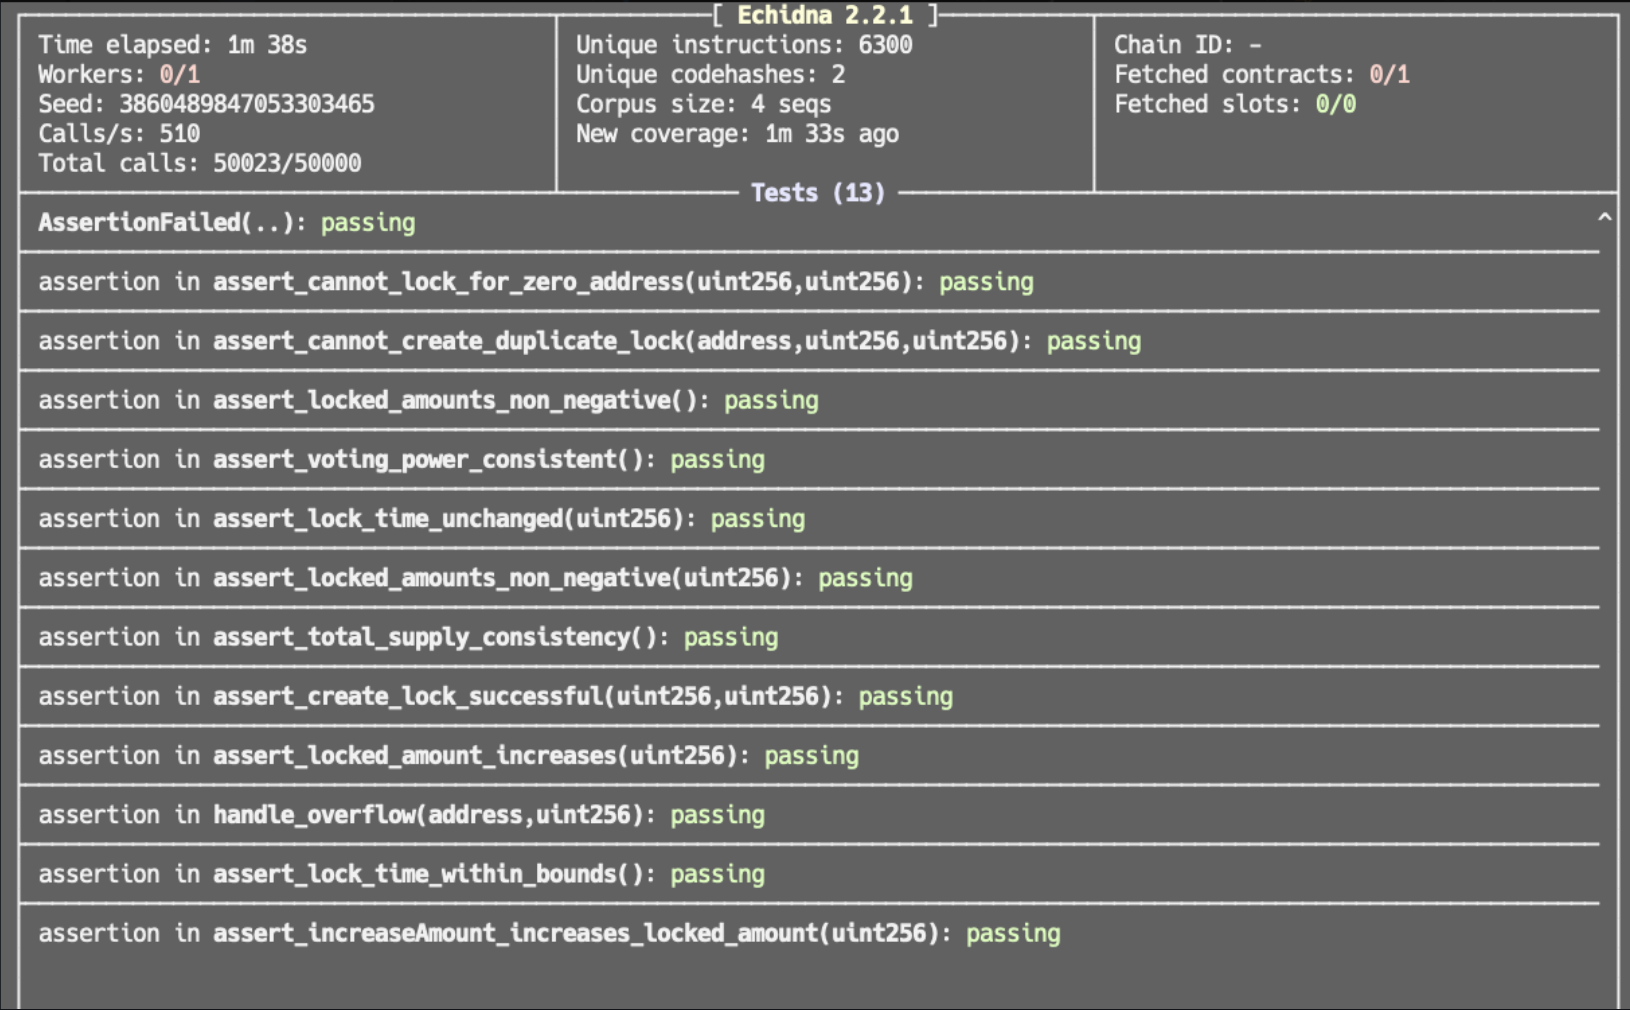 [ Echidna 2.2.1 ]
Time elapsed: 1m 38s
Workers: 0/1
Seed: 3860489847053303465
Calls/s: 510
Total calls: 50023/50000
Unique instructions: 6300
Unique codehashes: 2
Corpus size: 4 seqs
New coverage: 1m 33s ago
Chain ID: -
Fetched contracts: 0/1
Fetched slots: 0/0
Tests (13)
AssertionFailed(..): passing
^
assertion in assert_cannot_lock_for_zero_address(uint256,uint256): passing
assertion in assert_cannot_create_duplicate_lock(address,uint256,uint256): passing
assertion in assert_locked_amounts_non_negative(): passing
assertion in assert_voting_power_consistent(): passing
assertion in assert_lock_time_unchanged(uint256): passing
assertion in assert_locked_amounts_non_negative(uint256): passing
assertion in assert_total_supply_consistency(): passing
assertion in assert_create_lock_successful(uint256,uint256): passing
assertion in assert_locked_amount_increases(uint256): passing
assertion in handle_overflow(address,uint256): passing
assertion in assert_lock_time_within_bounds(): passing
assertion in assert_increaseAmount_increases_locked_amount(uint256): passing